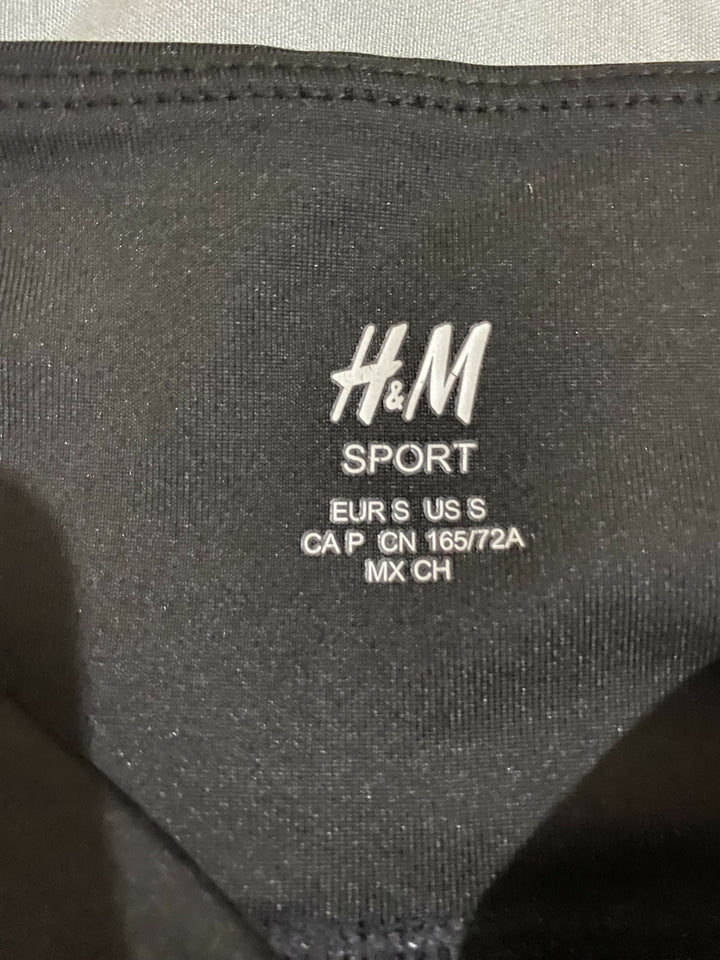 H&M
SPORT
EUR S US S
CA P CN 165/72A
MX CH